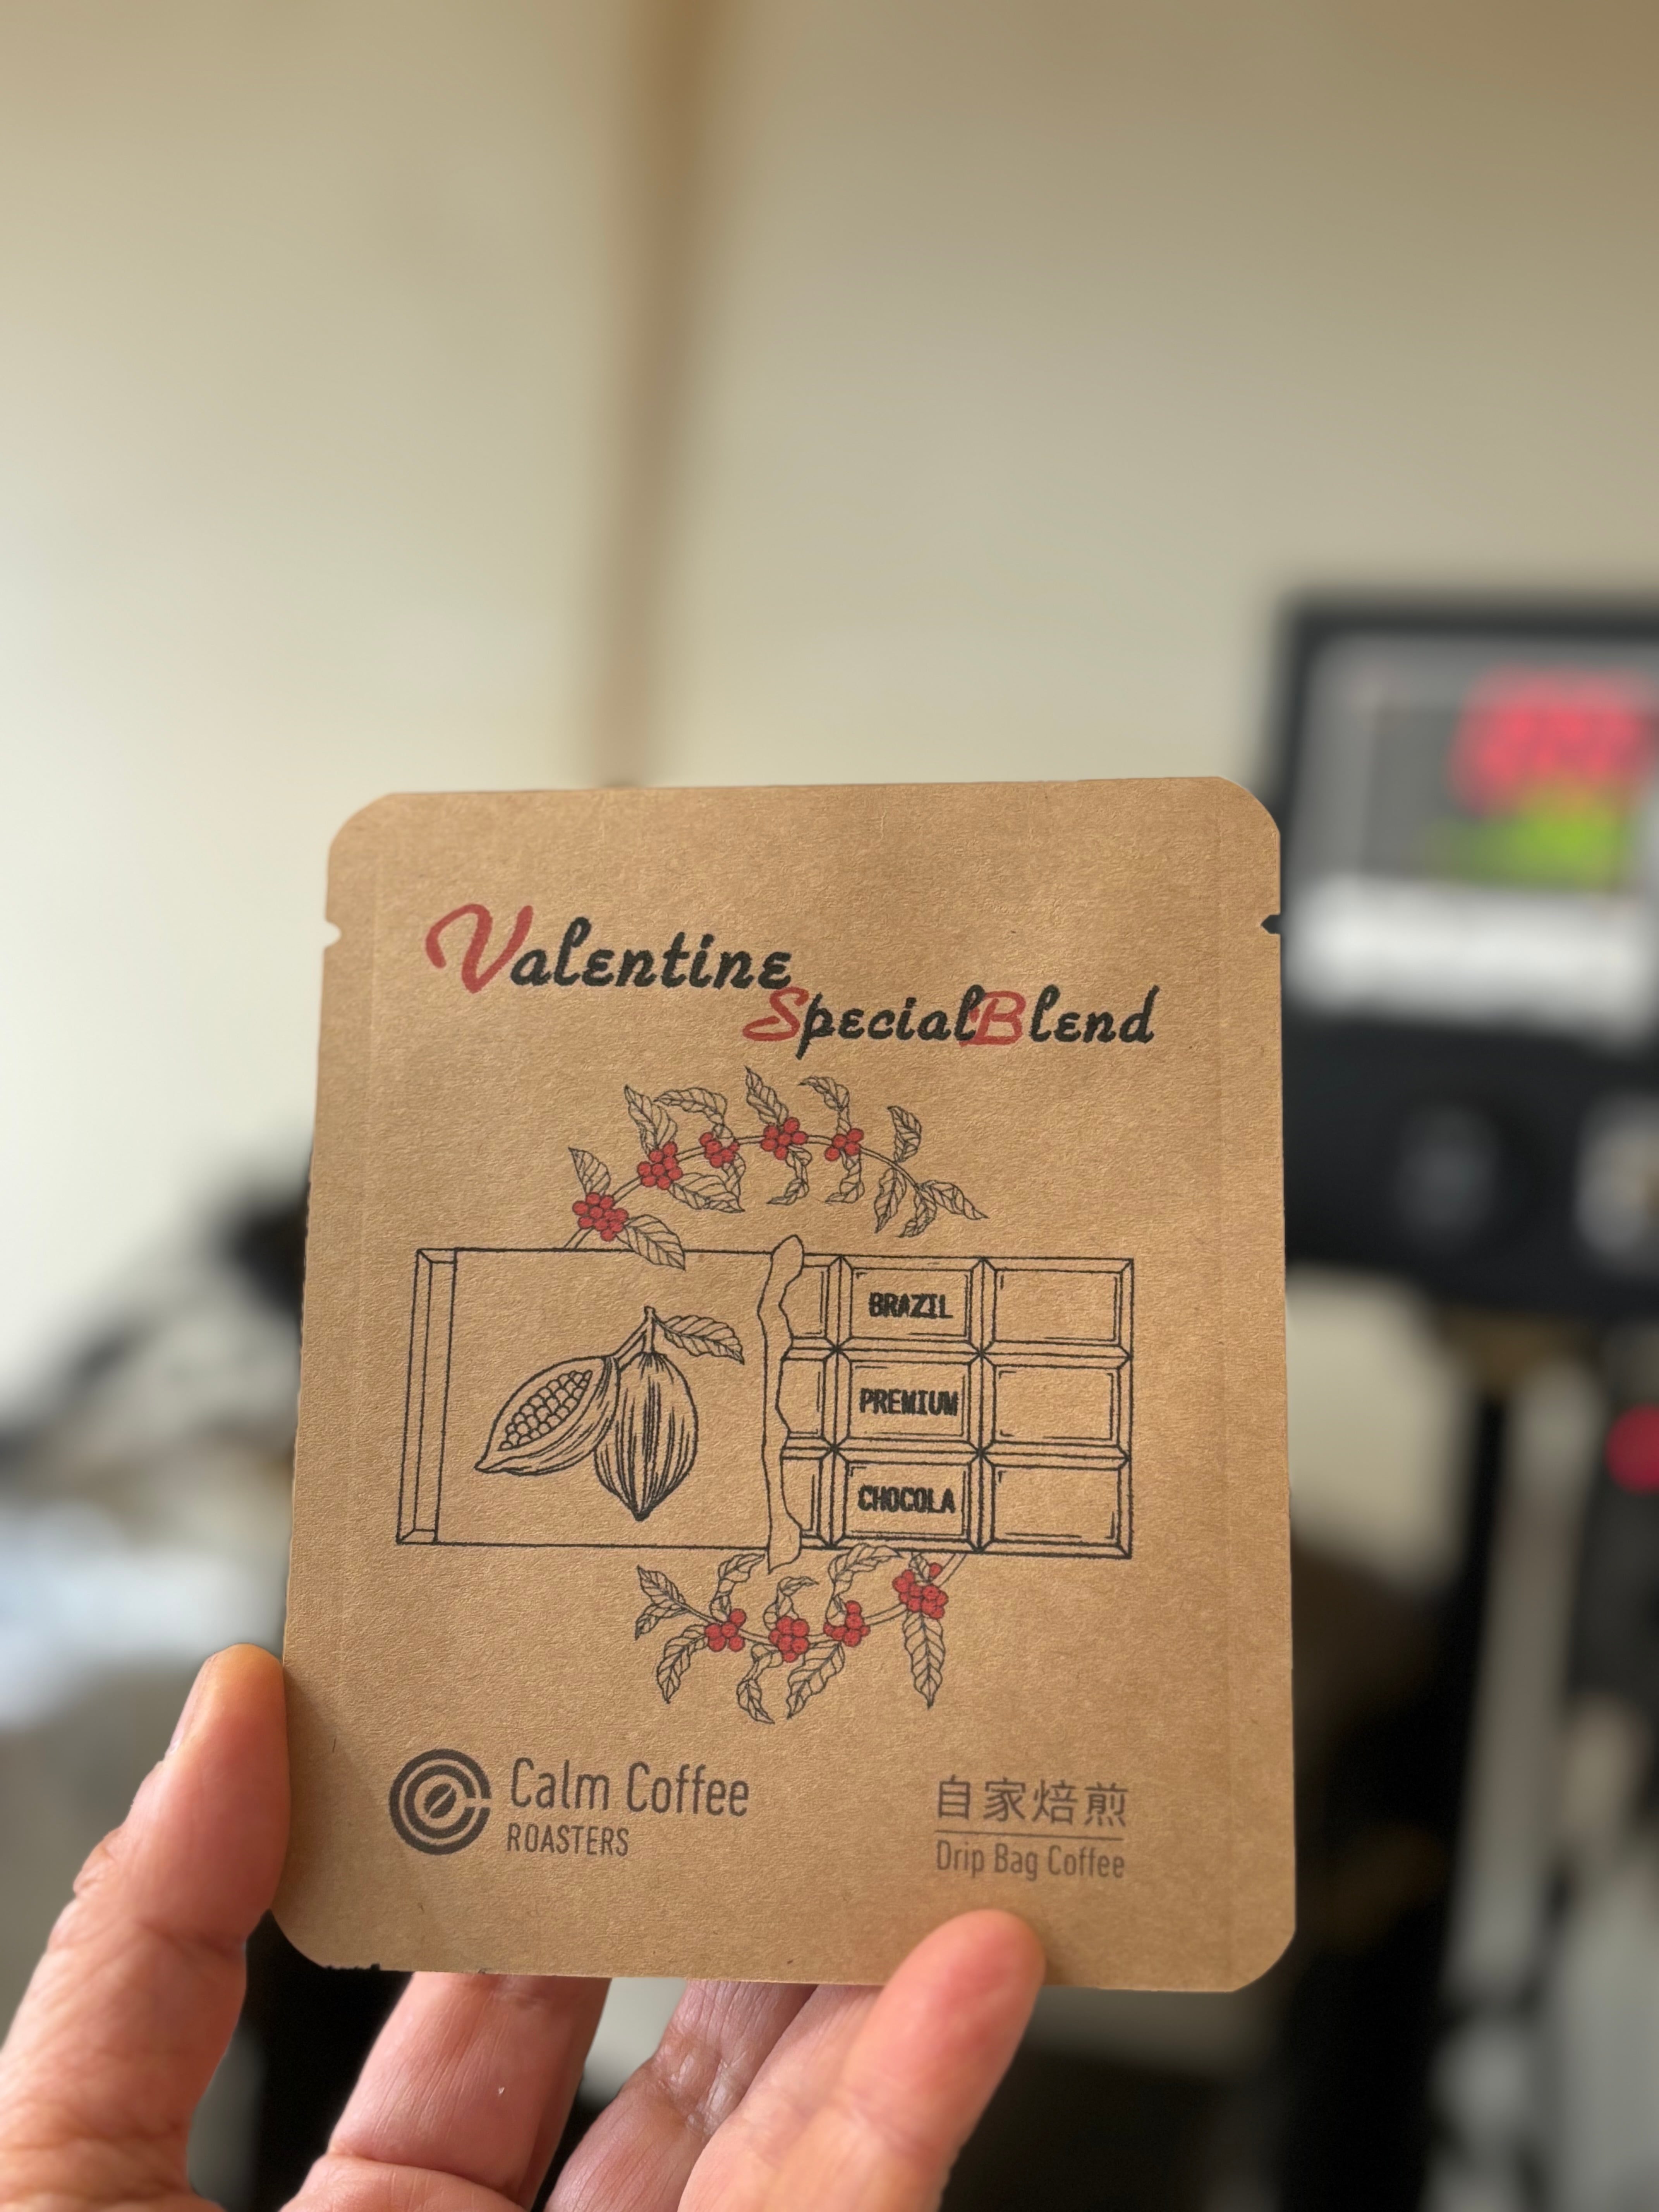 Valentine
Special Blend
BRAZIL
PREMIUM
CHOCOLA
Calm Coffee
ROASTERS
自家焙煎
Drip Bag Coffee